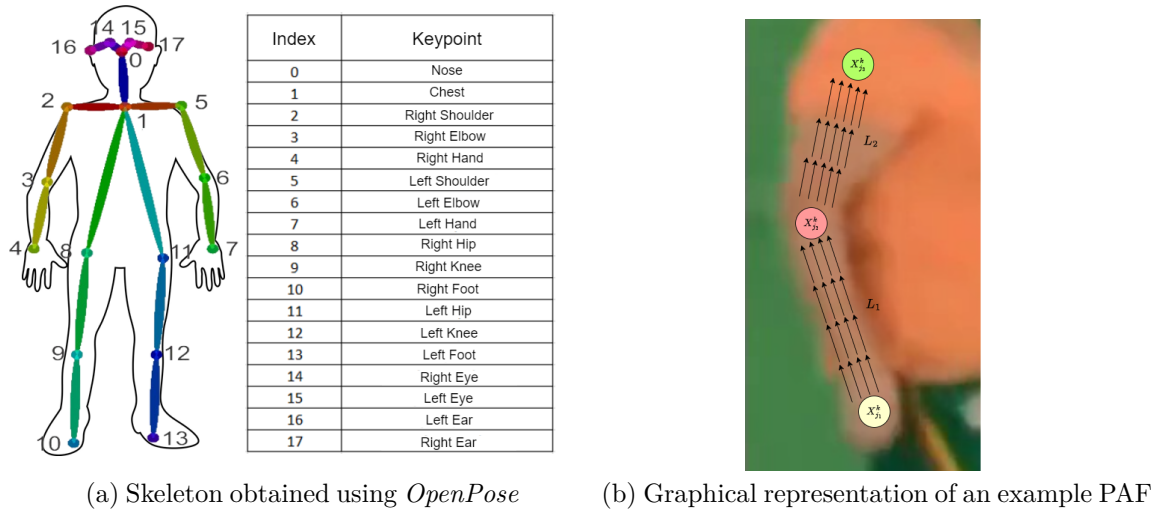 14 15
16 17
0
2 5
1
3 6
4 8 11 7
9 12
10 13
Index Keypoint
0 Nose
1 Chest
2 Right Shoulder
3 Right Elbow
4 Right Hand
5 Left Shoulder
6 Left Elbow
7 Left Hand
8 Right Hip
9 Right Knee
10 Right Foot
11 Left Hip
12 Left Knee
13 Left Foot
14 Right Eye
15 Left Eye
16 Left Ear
17 Right Ear
(a) Skeleton obtained using OpenPose
L₂
L₁
(b) Graphical representation of an example PAF